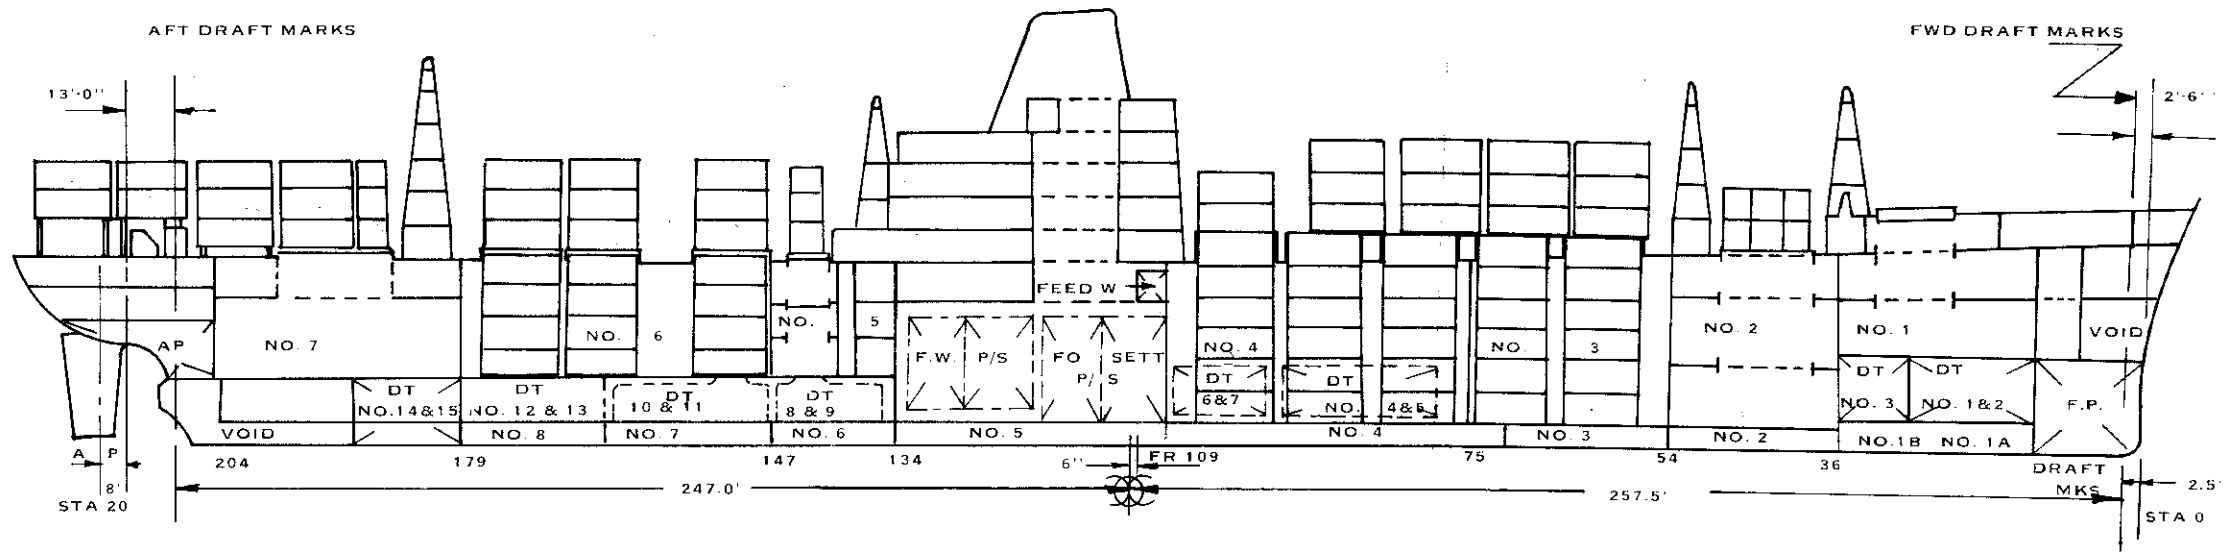 AFT DRAFT MARKS
FWD DRAFT MARKS
13'-0"
2'-6"
FEED W
NO. 7
AP
NO. 6
NO. 5
F.W. P/S
FO SETT
P/S
NO. 4
NO. 3
NO. 2
NO. 1
VOID
DT
NO.14&15
DT
NO. 12 & 13
DT
10 & 11
DT
8 & 9
DT
6&7
DT
NO. 4&5
DT
NO. 3
DT
NO. 1&2
F.P.
VOID
NO. 8
NO. 7
NO. 6
NO. 5
NO. 4
NO. 3
NO. 2
NO.1B
NO. 1A
A P
204
179
147
134
6"
FR 109
75
54
36
DRAFT
MKS
8'
STA 20
247.0'
257.5'
2.5'
STA 0